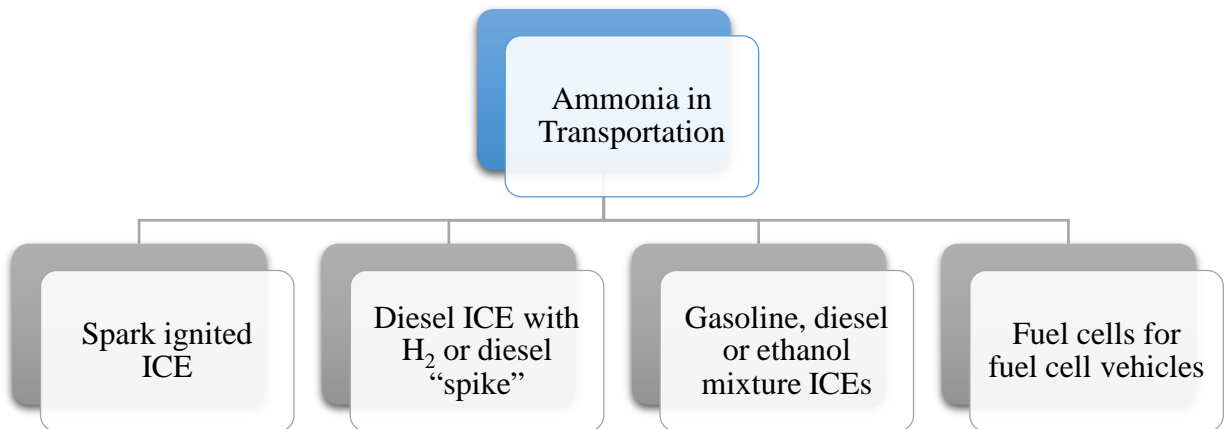 Ammonia in
Transportation
Spark ignited
ICE
Diesel ICE with
H₂ or diesel
“spike”
Gasoline, diesel
or ethanol
mixture ICEs
Fuel cells for
fuel cell vehicles